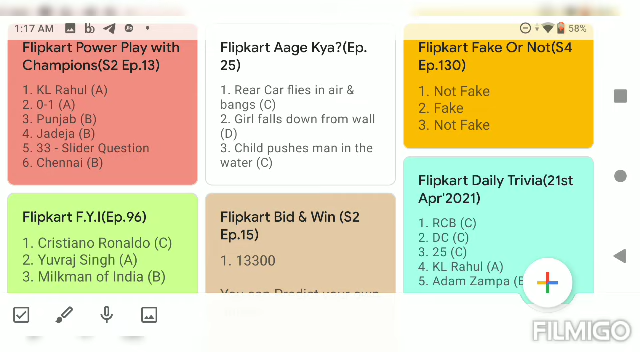 1:17 AM
58%
Flipkart Power Play with
Champions(S2 Ep.13)
1. KL Rahul (A)
2. 0-1 (A)
3. Punjab (B)
4. Jadeja (B)
5. 33 - Slider Question
6. Chennai (B)
Flipkart Aage Kya?(Ep.
25)
1. Rear Car flies in air &
bangs (C)
2. Girl falls down from wall
(D)
3. Child pushes man in the
water (C)
Flipkart Fake Or Not(S4
Ep.130)
1. Not Fake
2. Fake
3. Not Fake
Flipkart F.Y.I(Ep.96)
1. Cristiano Ronaldo (C)
2. Yuvraj Singh (A)
3. Milkman of India (B)
Flipkart Bid & Win (S2
Ep.15)
1. 13300
You can Predict your own
Flipkart Daily Trivia(21st
Apr'2021)
1. RCB (C)
2. DC (C)
3. 25 (C)
4. KL Rahul (A)
5. Adam Zampa
FILMIGO